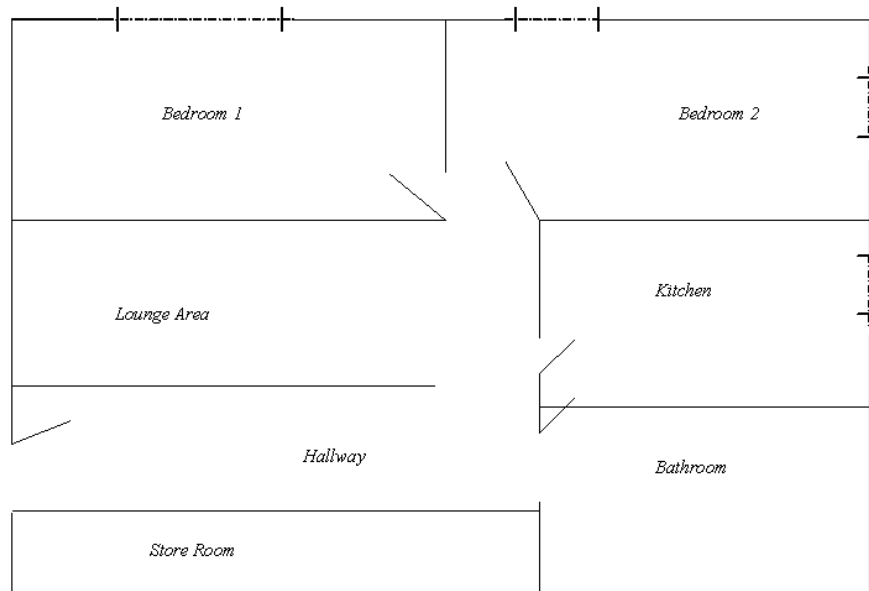 Bedroom 1
Bedroom 2
Lounge Area
Kitchen
Hallway
Bathroom
Store Room